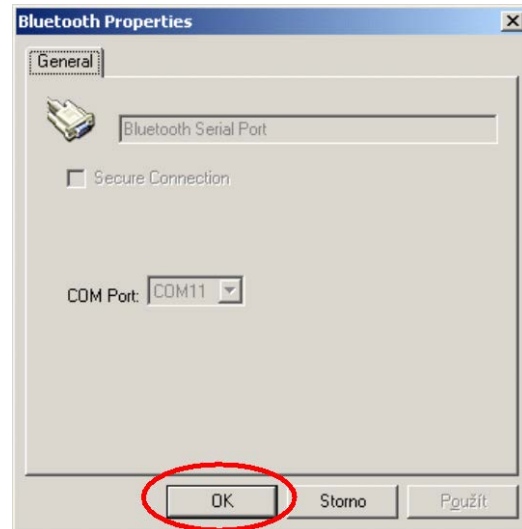 Bluetooth Properties
General
Bluetooth Serial Port
Secure Connection
COM Port: COM11
OK Storno Použít